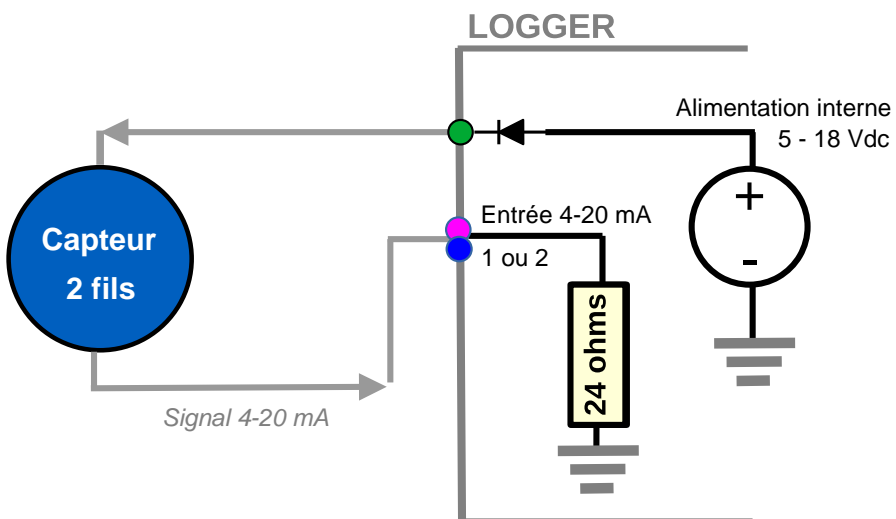 LOGGER
Alimentation interne
5 - 18 Vdc
+
-
Entrée 4-20 mA
1 ou 2
Capteur
2 fils
24 ohms
Signal 4-20 mA